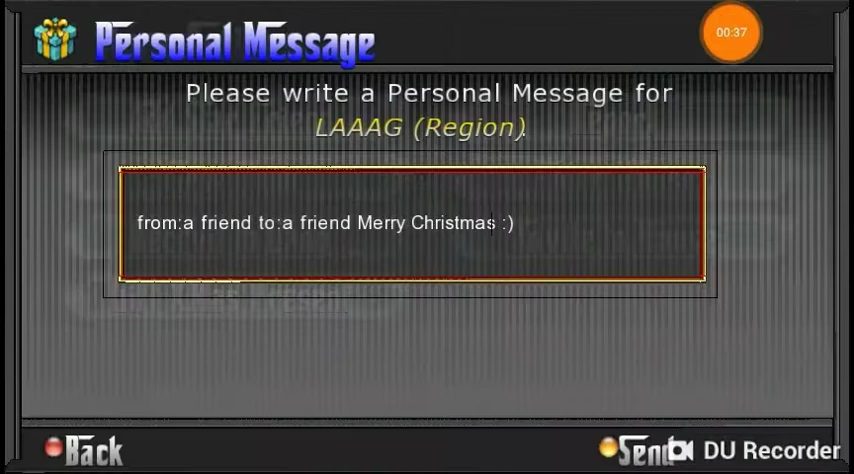 Personal Message
00:37
Please write a Personal Message for
LAAAG (Region).
from:a friend to:a friend Merry Christmas :)
Back
Send
DU Recorder